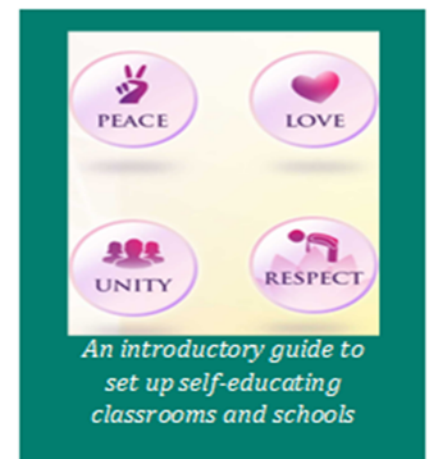 PEACE
LOVE
UNITY
RESPECT
An introductory guide to
set up self-educating
classrooms and schools